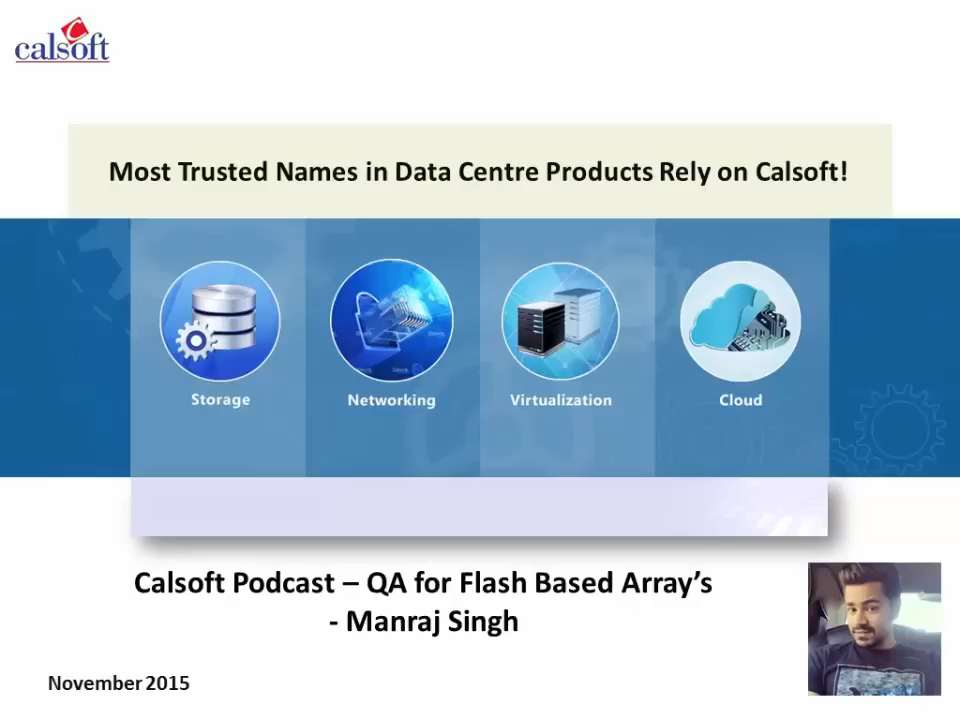 calsoft
Most Trusted Names in Data Centre Products Rely on Calsoft!
Storage
Networking
Virtualization
Cloud
Calsoft Podcast – QA for Flash Based Array’s
- Manraj Singh
November 2015